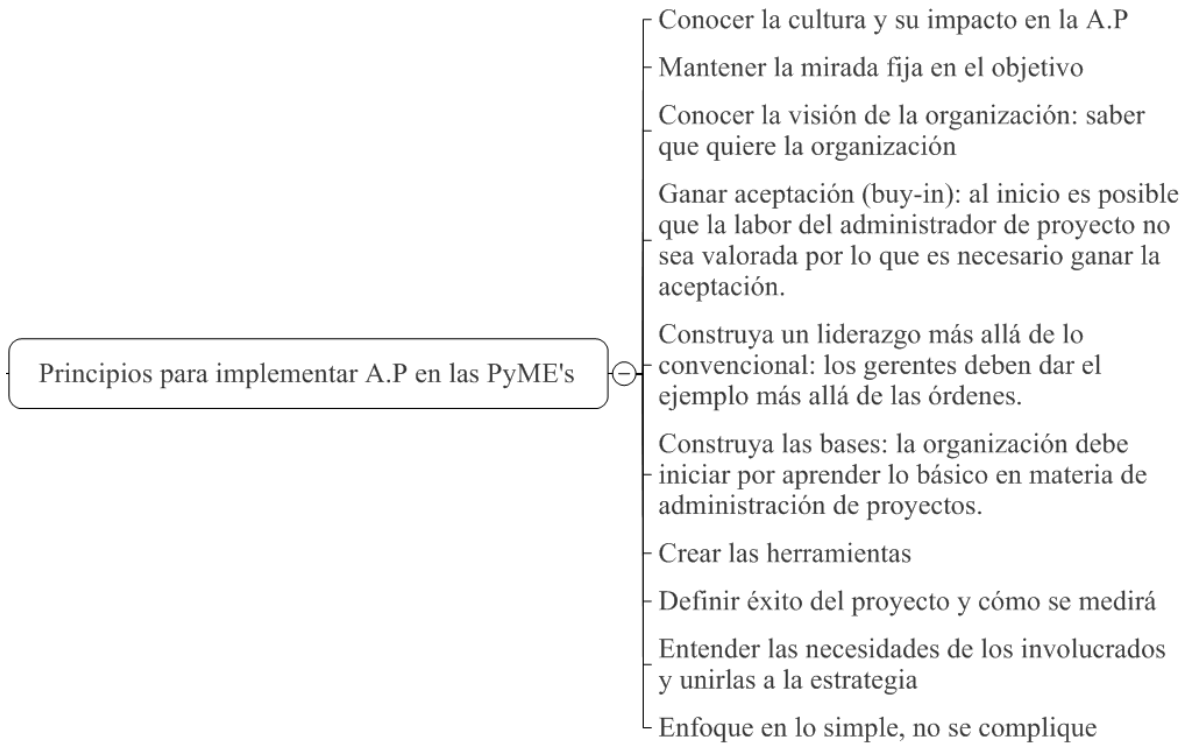 Conocer la cultura y su impacto en la A.P
Mantener la mirada fija en el objetivo
Conocer la visión de la organización: saber
que quiere la organización
Ganar aceptación (buy-in): al inicio es posible
que la labor del administrador de proyecto no
sea valorada por lo que es necesario ganar la
aceptación.
Principios para implementar A.P en las PyME's
Construya un liderazgo más allá de lo
convencional: los gerentes deben dar el
ejemplo más allá de las órdenes.
Construya las bases: la organización debe
iniciar por aprender lo básico en materia de
administración de proyectos.
Crear las herramientas
Definir éxito del proyecto y cómo se medirá
Entender las necesidades de los involucrados
y unirlas a la estrategia
Enfoque en lo simple, no se complique